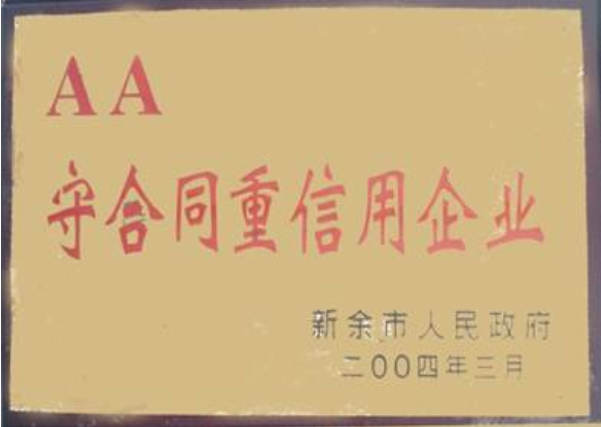 AA
守合同重信用企业
新余市人民政府
二00四年三月